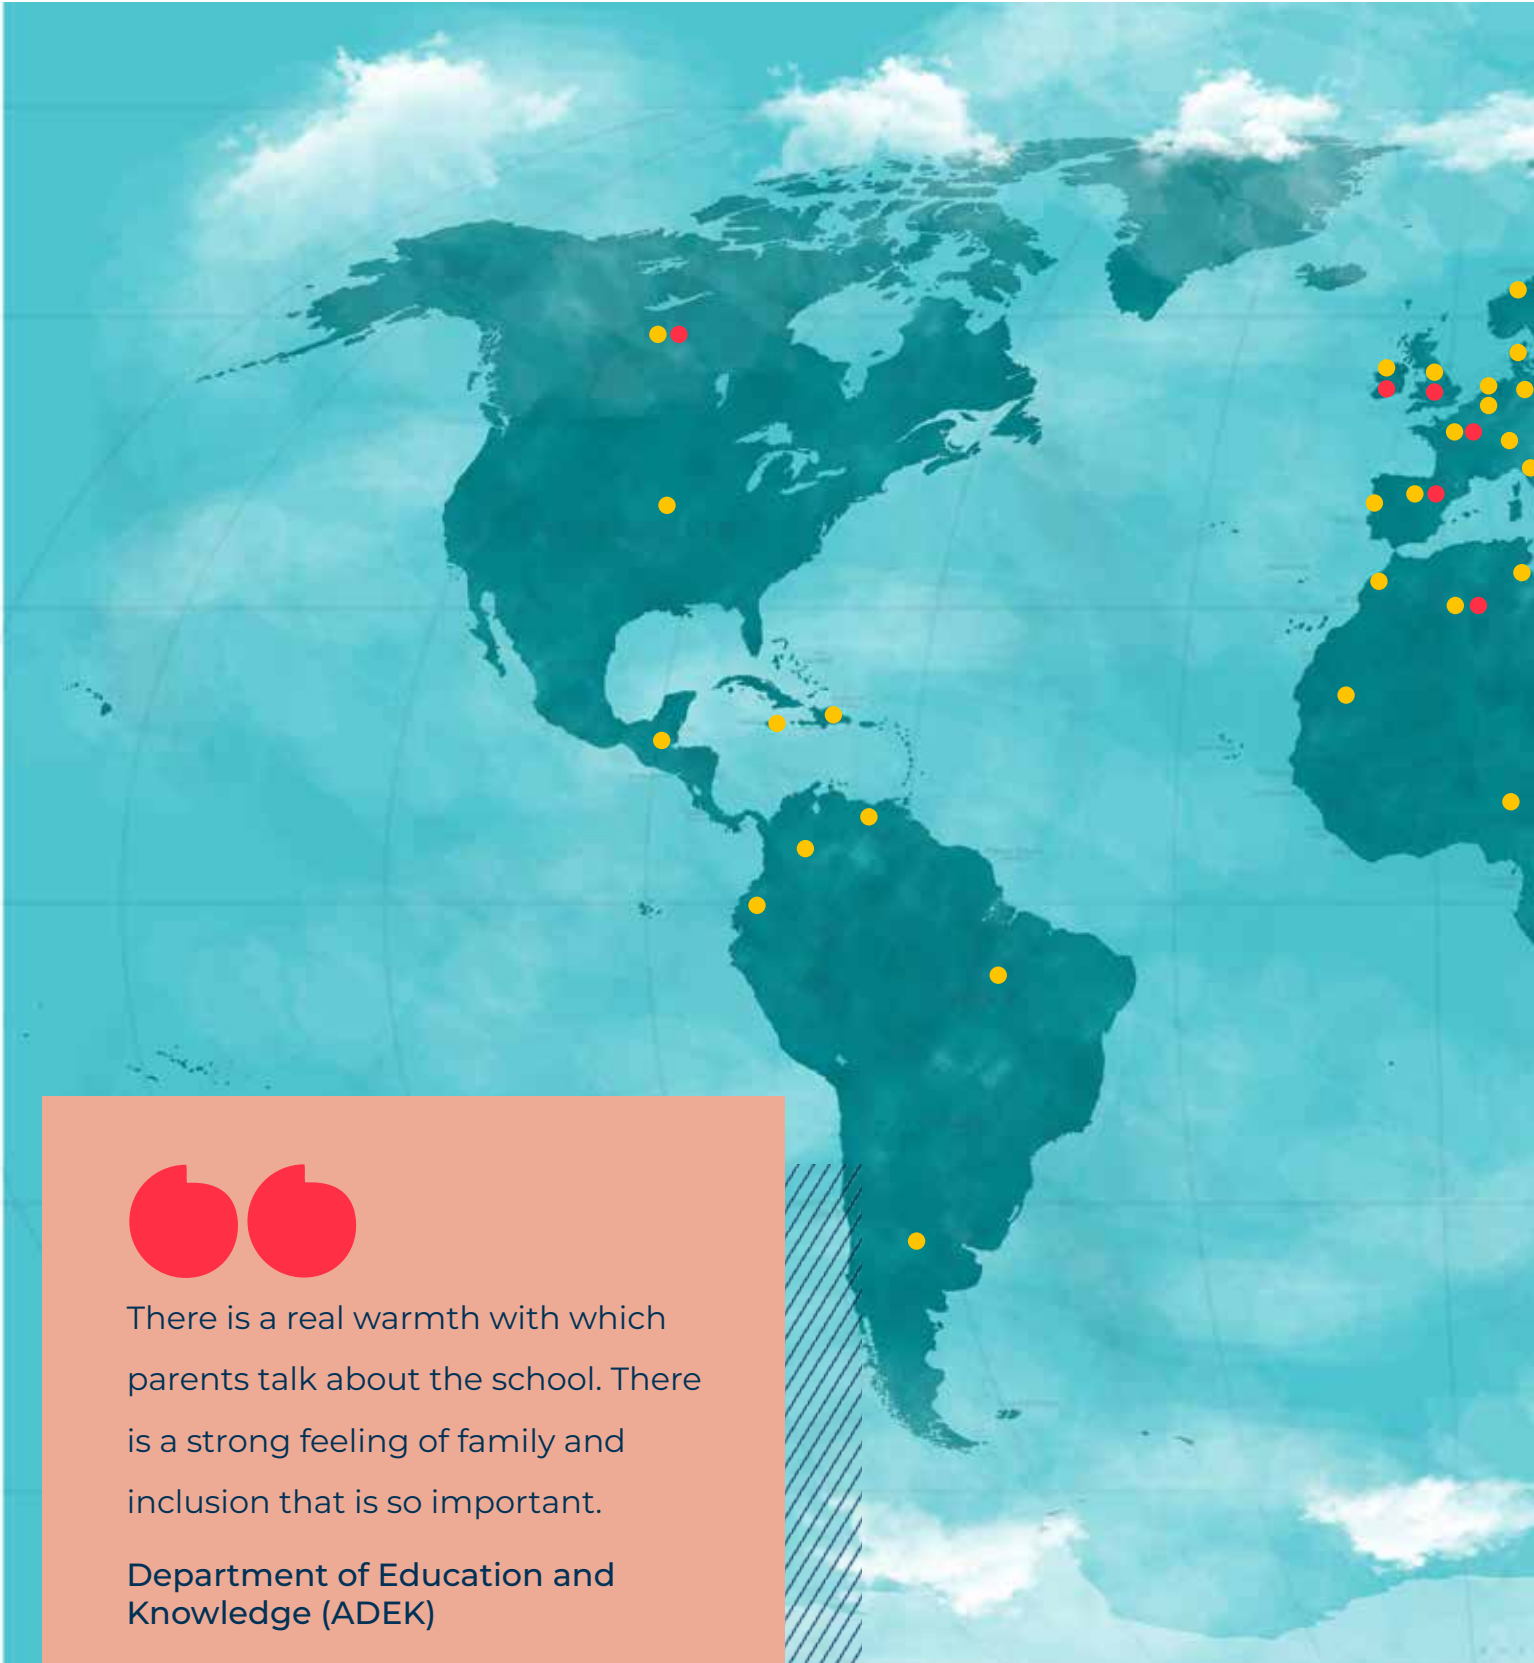 There is a real warmth with which
parents talk about the school. There
is a strong feeling of family and
inclusion that is so important.
Department of Education and
Knowledge (ADEK)